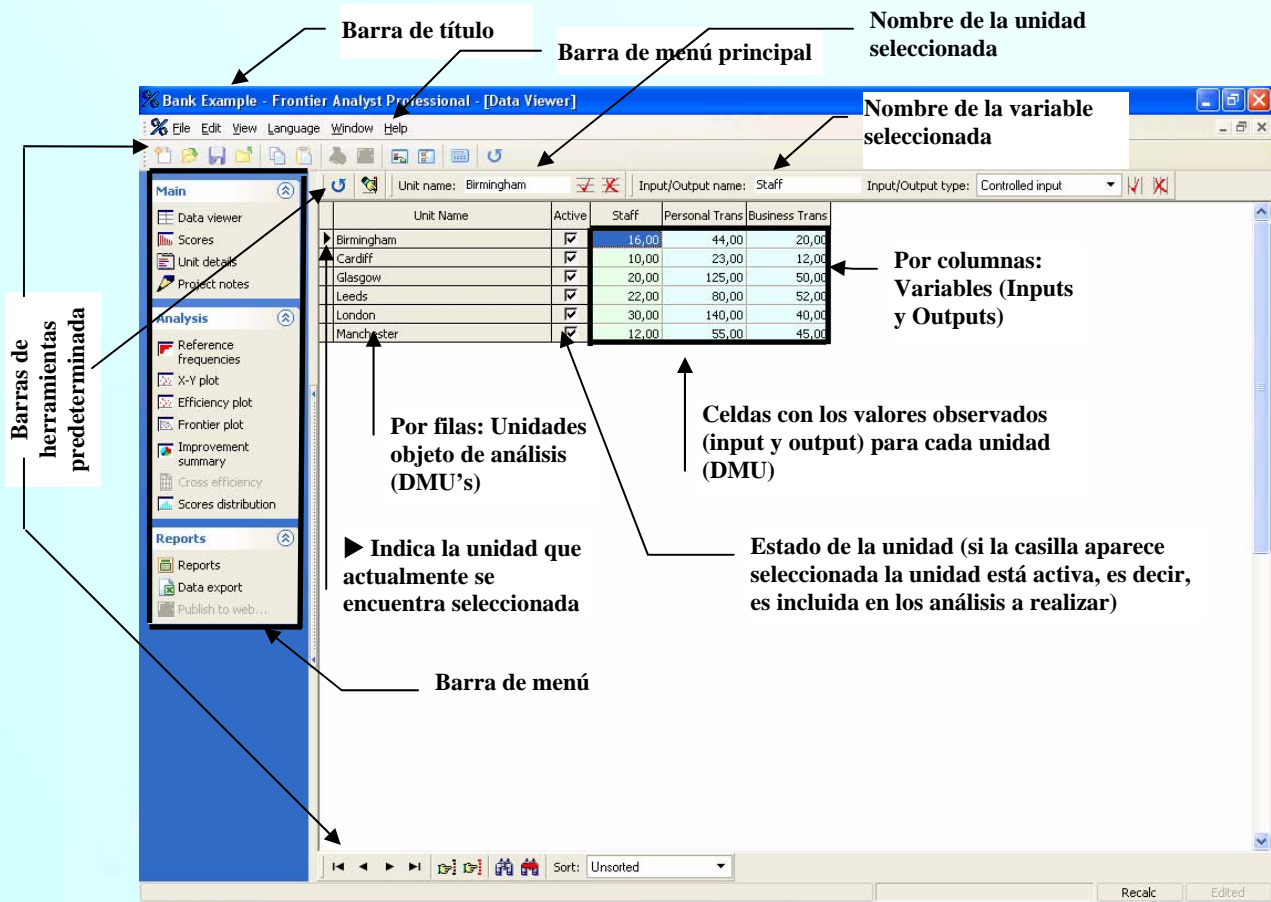 Barra de título
Barra de menú principal
Nombre de la unidad
seleccionada
Bank Example - Frontier Analyst Professional - [Data Viewer]
Nombre de la variable
seleccionada
File Edit View Language Window Help
Unit name: Birmingham
Input/Output name: Staff
Input/Output type: Controlled input
Barras de
herramientas
predeterminada
Main
Data viewer
Scores
Unit details
Project notes
Analysis
Reference
frequencies
X-Y plot
Efficiency plot
Frontier plot
Improvement
summary
Cross efficiency
Scores distribution
Reports
Reports
Data export
Publish to web...
Unit Name Active Staff Personal Trans Business Trans
Birmingham 16,00 44,00 20,00
Cardiff 10,00 23,00 12,00
Glasgow 20,00 125,00 50,00
Leeds 22,00 80,00 52,00
London 30,00 140,00 40,00
Manchester 12,00 55,00 45,00
Por columnas:
Variables (Inputs
y Outputs)
Por filas: Unidades
objeto de análisis
(DMU's)
Celdas con los valores observados
(input y output) para cada unidad
(DMU)
▶ Indica la unidad que
actualmente se
encuentra seleccionada
Estado de la unidad (si la casilla aparece
seleccionada la unidad está activa, es decir,
es incluida en los análisis a realizar)
Barra de menú
Sort: Unsorted
Recalc Edited